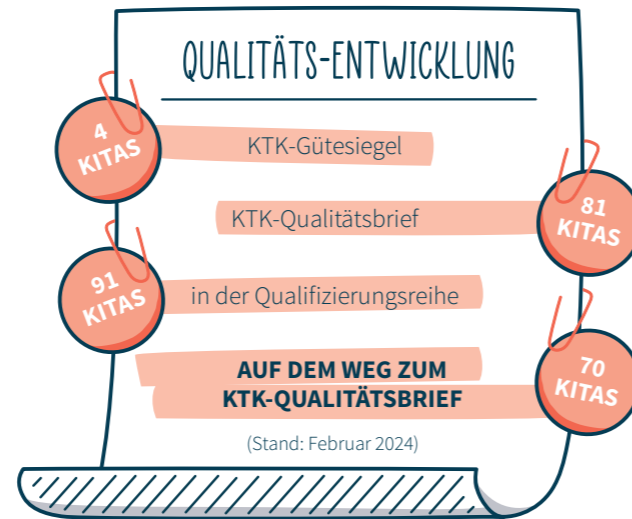 QUALITÄTS-ENTWICKLUNG
4
KITAS
KTK-Gütesiegel
KTK-Qualitätsbrief
81
KITAS
91
KITAS
in der Qualifizierungsreihe
AUF DEM WEG ZUM
KTK-QUALITÄTSBRIEF
70
KITAS
(Stand: Februar 2024)